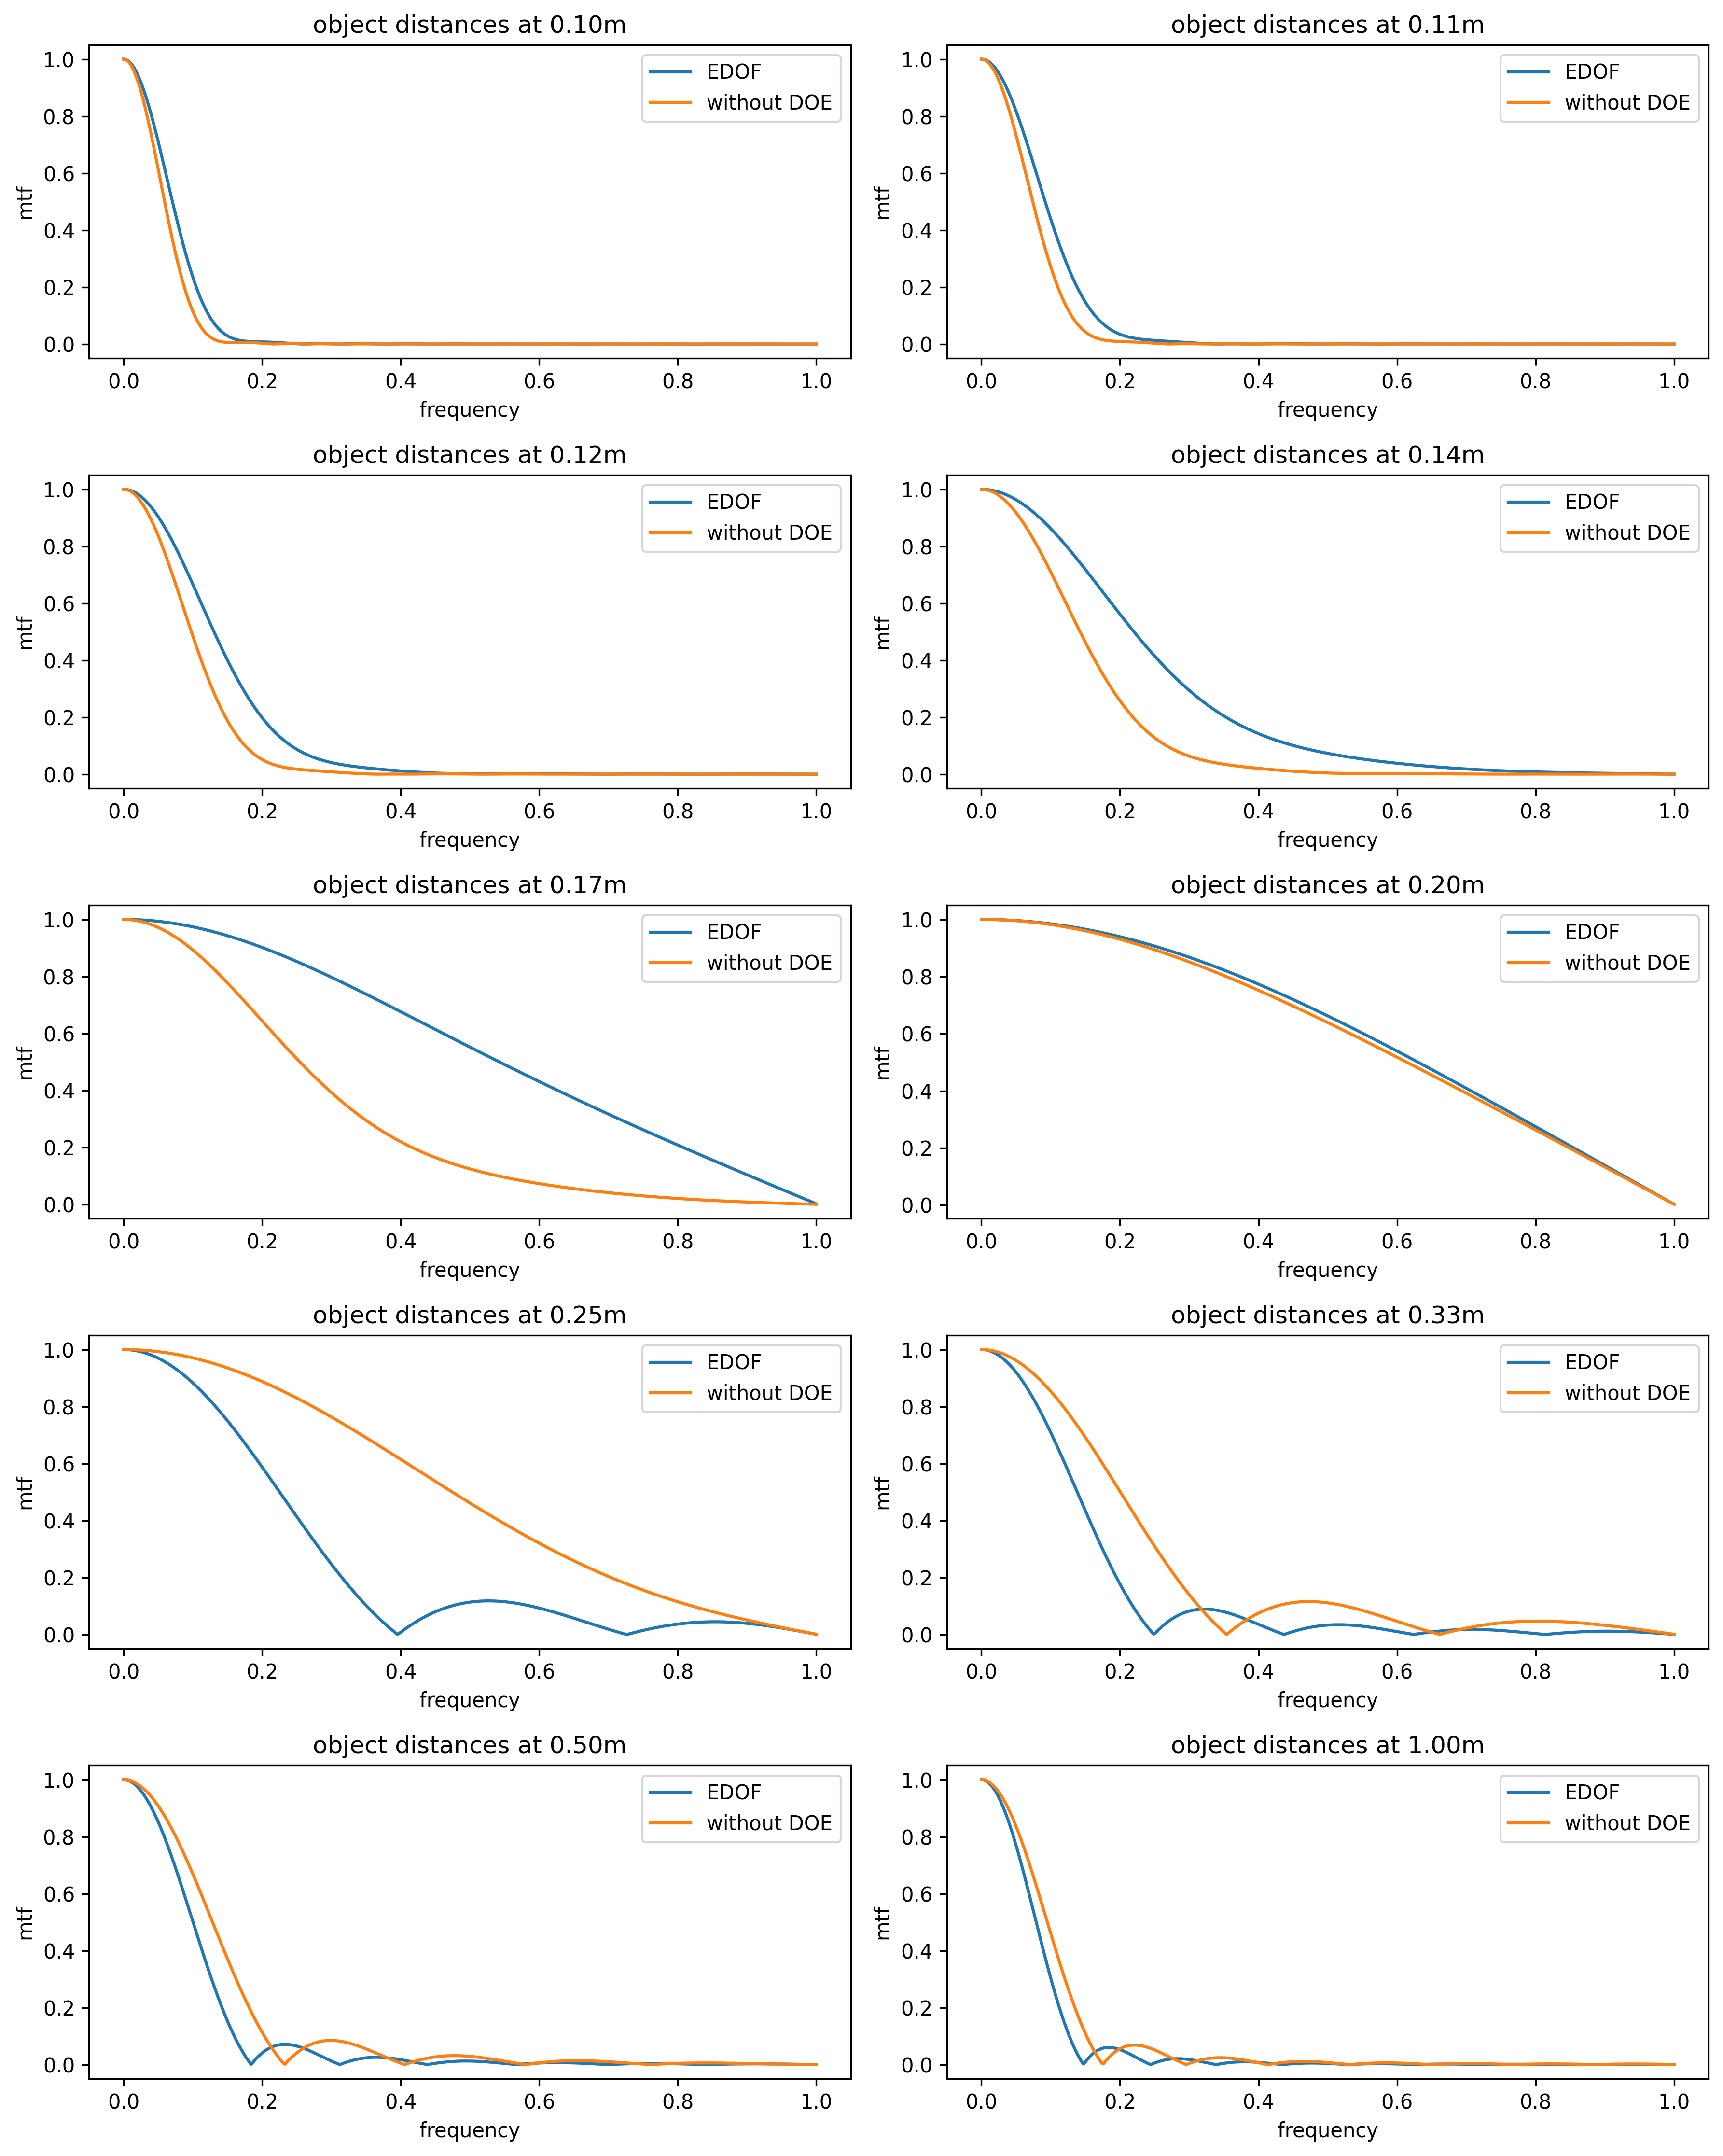 object distances at 0.10m
1.0
0.8
0.6
0.4
0.2
0.0
mtf
0.0 0.2 0.4 0.6 0.8 1.0
frequency
EDOF
without DOE
object distances at 0.11m
1.0
0.8
0.6
0.4
0.2
0.0
mtf
0.0 0.2 0.4 0.6 0.8 1.0
frequency
EDOF
without DOE
object distances at 0.12m
1.0
0.8
0.6
0.4
0.2
0.0
mtf
0.0 0.2 0.4 0.6 0.8 1.0
frequency
EDOF
without DOE
object distances at 0.14m
1.0
0.8
0.6
0.4
0.2
0.0
mtf
0.0 0.2 0.4 0.6 0.8 1.0
frequency
EDOF
without DOE
object distances at 0.17m
1.0
0.8
0.6
0.4
0.2
0.0
mtf
0.0 0.2 0.4 0.6 0.8 1.0
frequency
EDOF
without DOE
object distances at 0.20m
1.0
0.8
0.6
0.4
0.2
0.0
mtf
0.0 0.2 0.4 0.6 0.8 1.0
frequency
EDOF
without DOE
object distances at 0.25m
1.0
0.8
0.6
0.4
0.2
0.0
mtf
0.0 0.2 0.4 0.6 0.8 1.0
frequency
EDOF
without DOE
object distances at 0.33m
1.0
0.8
0.6
0.4
0.2
0.0
mtf
0.0 0.2 0.4 0.6 0.8 1.0
frequency
EDOF
without DOE
object distances at 0.50m
1.0
0.8
0.6
0.4
0.2
0.0
mtf
0.0 0.2 0.4 0.6 0.8 1.0
frequency
EDOF
without DOE
object distances at 1.00m
1.0
0.8
0.6
0.4
0.2
0.0
mtf
0.0 0.2 0.4 0.6 0.8 1.0
frequency
EDOF
without DOE